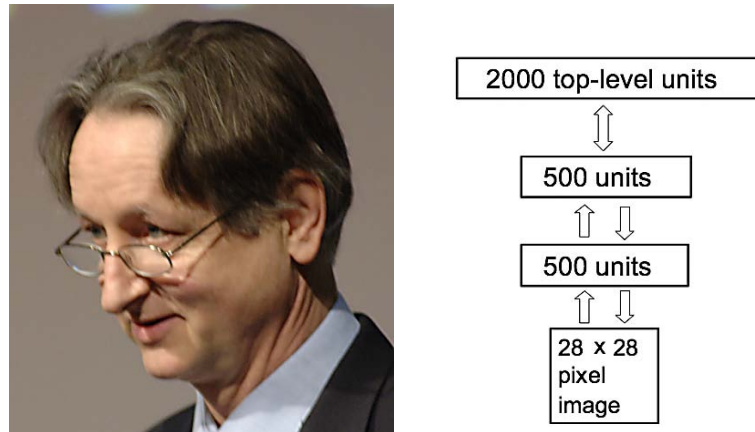 2000 top-level units
500 units
500 units
28 x 28
pixel
image